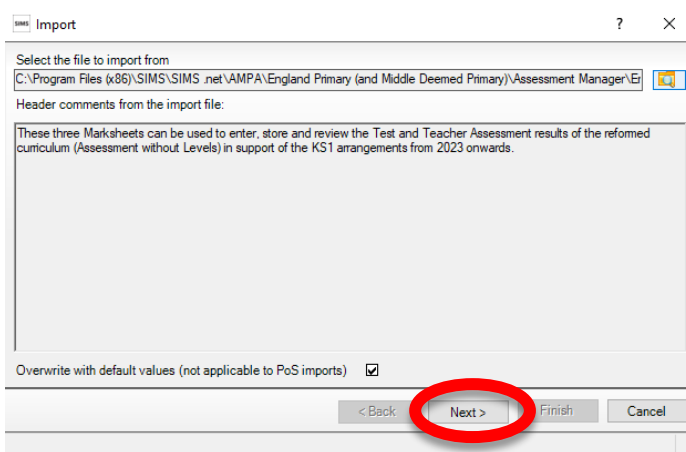 SIMS Import ? X
Select the file to import from
C:\Program Files (x86)\SIMS\SIMS .net\AMPA\England Primary (and Middle Deemed Primary)\Assessment Manager\Er
Header comments from the import file:
These three Marksheets can be used to enter, store and review the Test and Teacher Assessment results of the reformed
curriculum (Assessment without Levels) in support of the KS1 arrangements from 2023 onwards.
Overwrite with default values (not applicable to PoS imports)
< Back Next > Finish Cancel